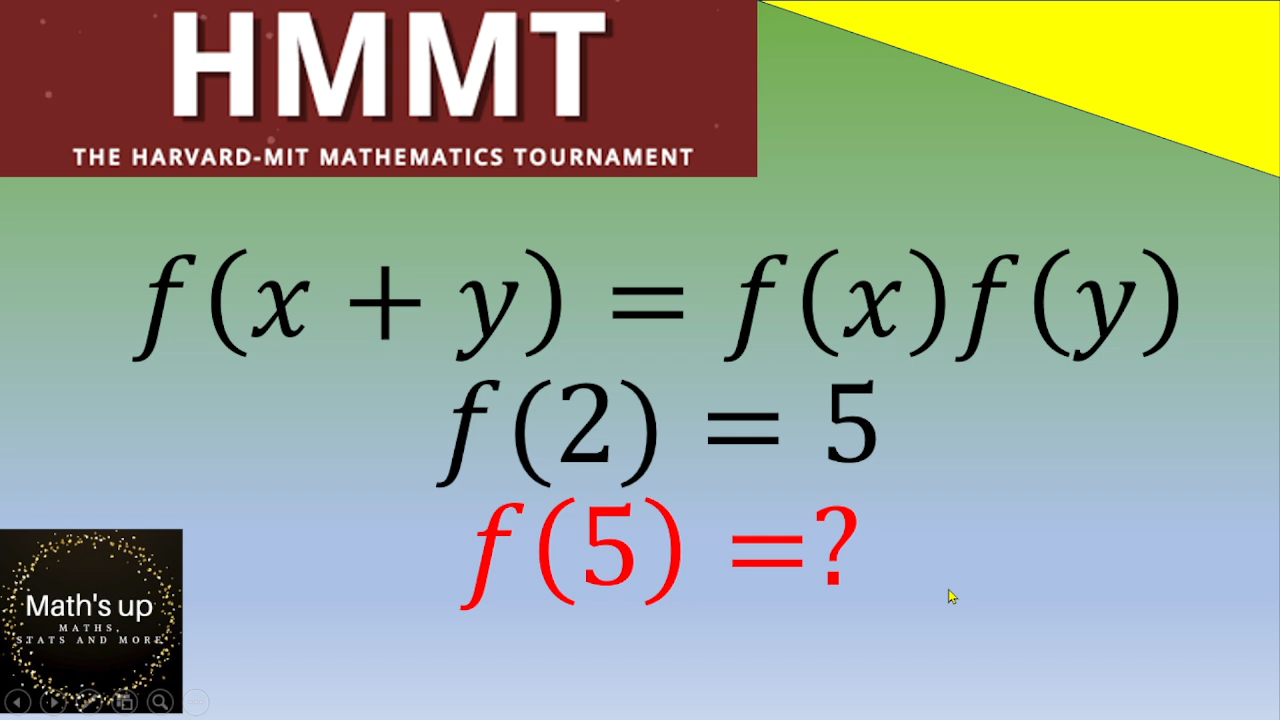 HMMT
THE HARVARD-MIT MATHEMATICS TOURNAMENT
f(x + y) = f(x)f(y)
f(2) = 5
f(5) =?
Math's up
MATHS,
STATS AND MORE